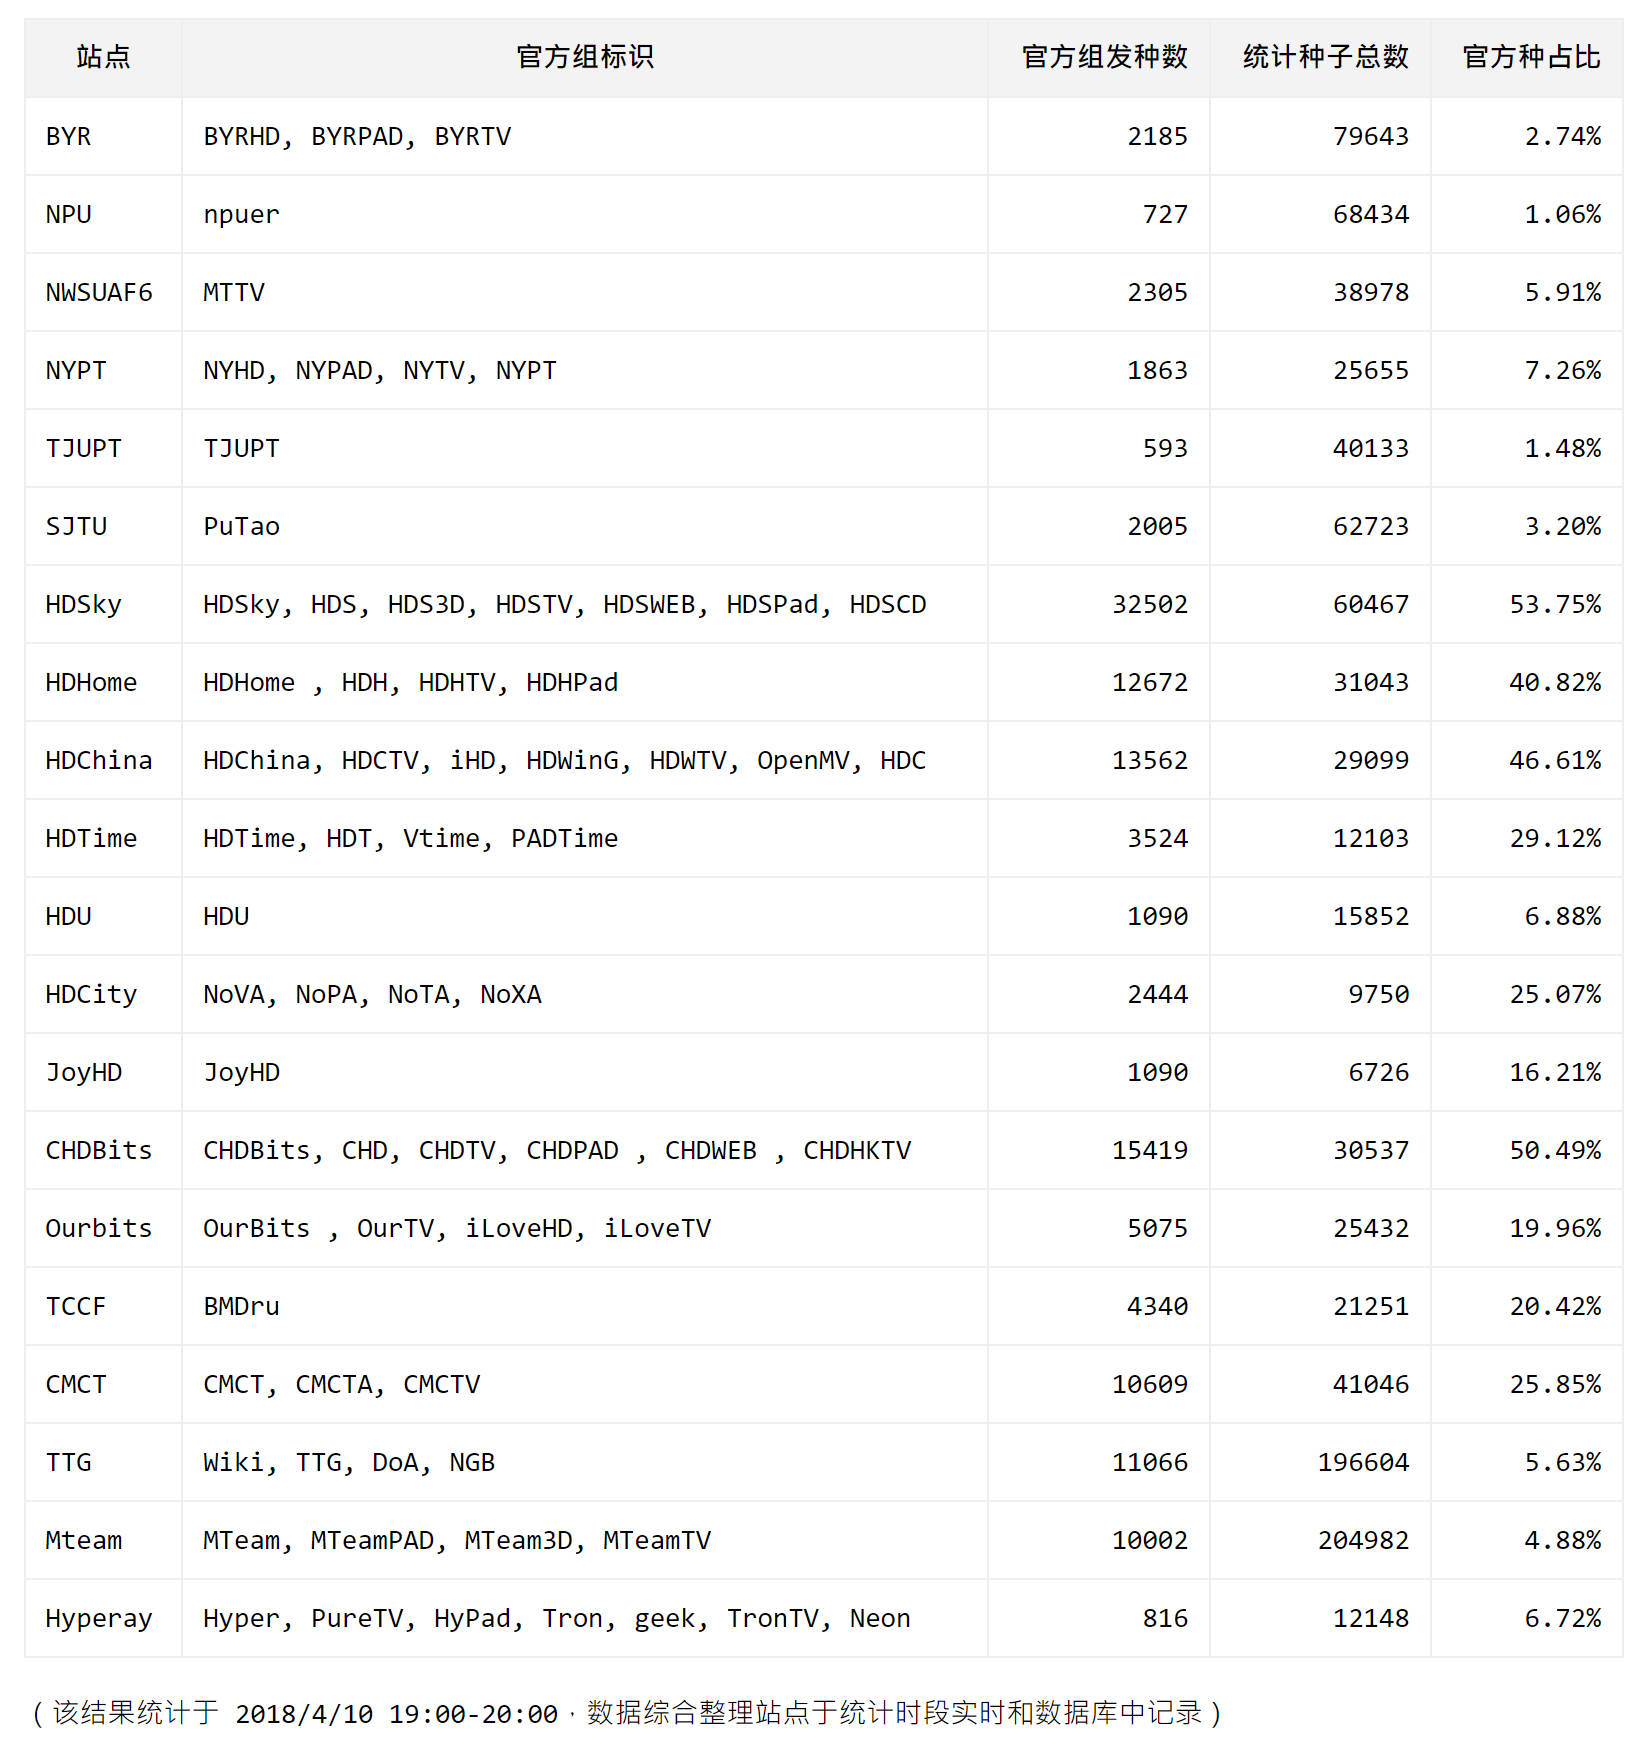 站点 官方组标识 官方组发种数 统计种子总数 官方种占比
BYR BYRHD, BYRPAD, BYRTV 2185 79643 2.74%
NPU npuer 727 68434 1.06%
NWSUAF6 MTTV 2305 38978 5.91%
NYPT NYHD, NYPAD, NYTV, NYPT 1863 25655 7.26%
TJUPT TJUPT 593 40133 1.48%
SJTU PuTao 2005 62723 3.20%
HDSky HDSky, HDS, HDS3D, HDSTV, HDSWEB, HDSPad, HDSCD 32502 60467 53.75%
HDHome HDHome , HDH, HDHTV, HDHPad 12672 31043 40.82%
HDChina HDChina, HDCTV, iHD, HDWinG, HDWTV, OpenMV, HDC 13562 29099 46.61%
HDTime HDTime, HDT, Vtime, PADTime 3524 12103 29.12%
HDU HDU 1090 15852 6.88%
HDCity NoVA, NoPA, NoTA, NoXA 2444 9750 25.07%
JoyHD JoyHD 1090 6726 16.21%
CHDBits CHDBits, CHD, CHDTV, CHDPAD , CHDWEB , CHDHKTV 15419 30537 50.49%
Ourbits OurBits , OurTV, iLoveHD, iLoveTV 5075 25432 19.96%
TCCF BMDru 4340 21251 20.42%
CMCT CMCT, CMCTA, CMCTV 10609 41046 25.85%
TTG Wiki, TTG, DoA, NGB 11066 196604 5.63%
Mteam MTeam, MTeamPAD, MTeam3D, MTeamTV 10002 204982 4.88%
Hyperay Hyper, PureTV, HyPad, Tron, geek, TronTV, Neon 816 12148 6.72%
（该结果统计于 2018/4/10 19:00-20:00，数据综合整理站点于统计时段实时和数据库中记录）